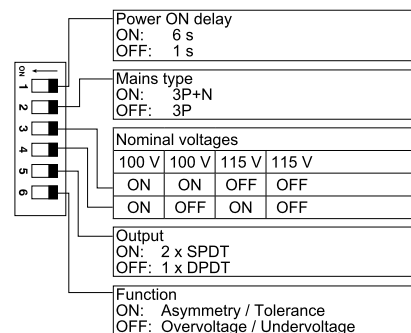 Power ON delay
ON: 6 s
OFF: 1 s
Mains type
ON: 3P+N
OFF: 3P
Nominal voltages
100 V 100 V 115 V 115 V
ON ON OFF OFF
ON OFF ON OFF
Output
ON: 2 x SPDT
OFF: 1 x DPDT
Function
ON: Asymmetry / Tolerance
OFF: Overvoltage / Undervoltage
ON
1
2
3
4
5
6